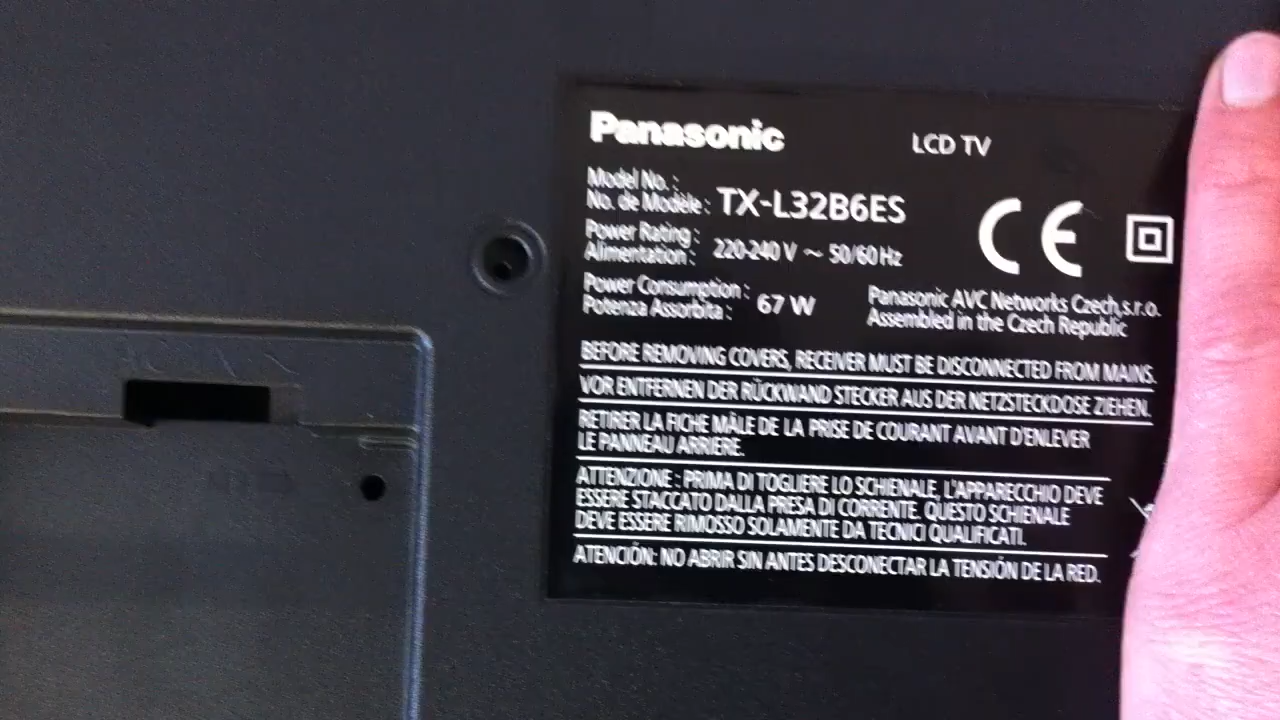 Panasonic
LCD TV
Model No. :
No. de Modèle : TX-L32B6ES
Power Rating :
Alimentation : 220-240 V ～ 50/60 Hz
Power Consumption :
Potenza Assorbita : 67 W
Panasonic AVC Networks Czech,s.r.o.
Assembled in the Czech Republic
CE
BEFORE REMOVING COVERS, RECEIVER MUST BE DISCONNECTED FROM MAINS.
VOR ENTFERNEN DER RÜCKWAND STECKER AUS DER NETZSTECKDOSE ZIEHEN.
RETIRER LA FICHE MÂLE DE LA PRISE DE COURANT AVANT D'ENLEVER
LE PANNEAU ARRIERE.
ATTENZIONE : PRIMA DI TOGLIERE LO SCHIENALE, L'APPARECCHIO DEVE
ESSERE STACCATO DALLA PRESA DI CORRENTE. QUESTO SCHIENALE
DEVE ESSERE RIMOSSO SOLAMENTE DA TECNICI QUALIFICATI.
ATENCIÓN: NO ABRIR SIN ANTES DESCONECTAR LA TENSIÓN DE LA RED.